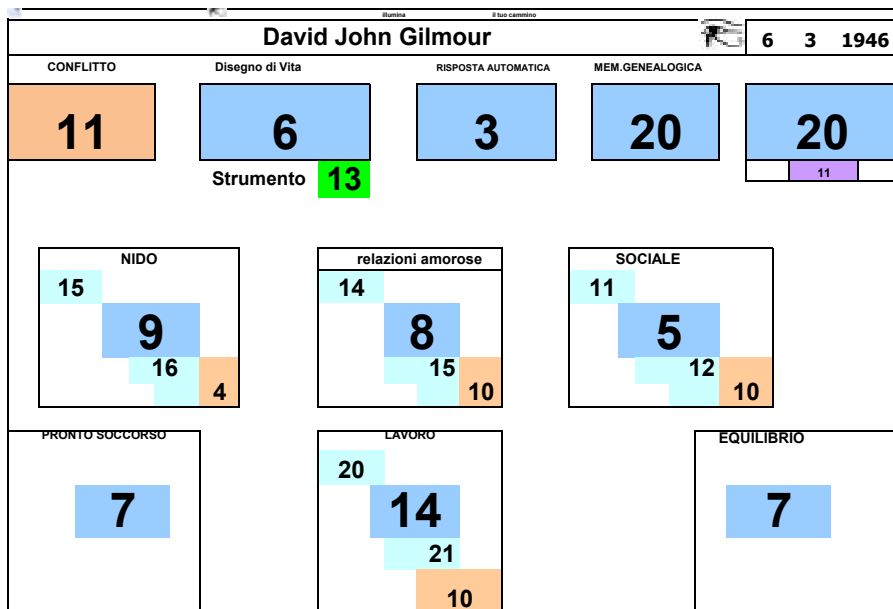 illumina il tuo cammino
David John Gilmour 6 3 1946
CONFLITTO Disegno di Vita RISPOSTA AUTOMATICA MEM.GENEALOGICA
11 6 3 20 20
Strumento 13 11
NIDO relazioni amorose SOCIALE
15 14 11
9 8 5
16 15 12
4 10 10
PRONTO SOCCORSO LAVORO EQUILIBRIO
20
7 14 7
21
10